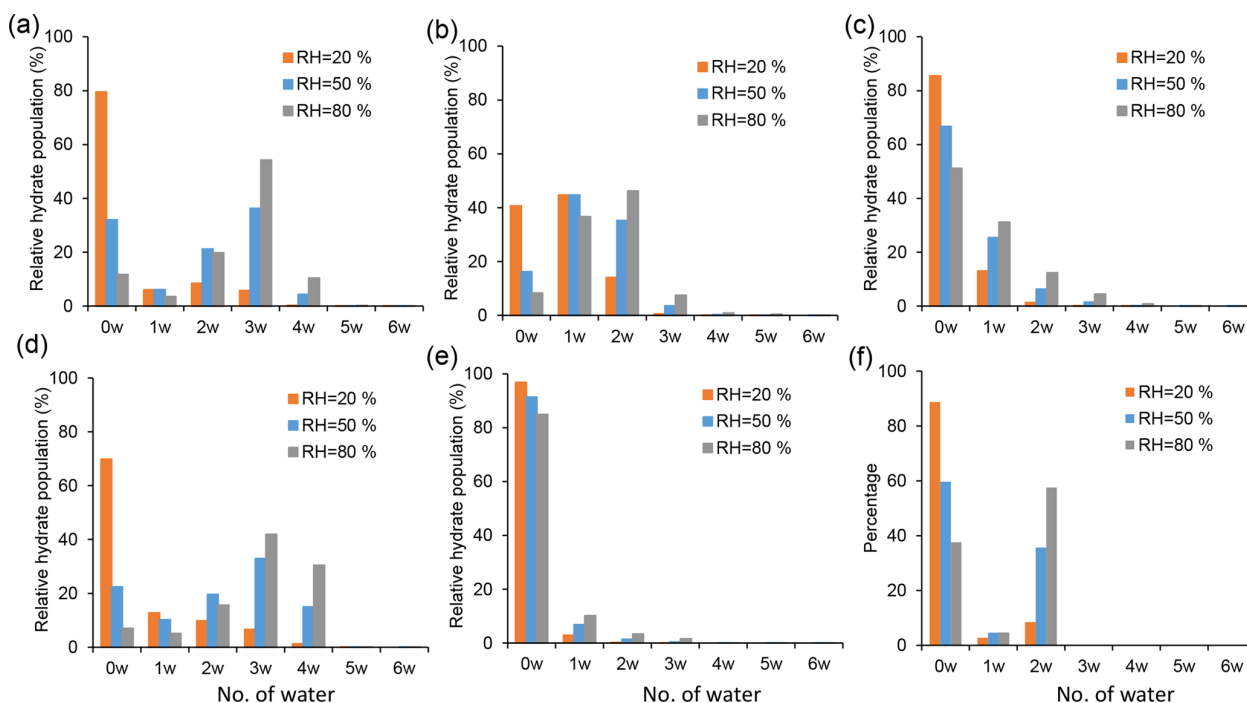 (a)
Relative hydrate population (%)
100
80
60
40
20
0
RH=20 %
RH=50 %
RH=80 %
0w 1w 2w 3w 4w 5w 6w
(b)
Relative hydrate population (%)
100
80
60
40
20
0
RH=20 %
RH=50 %
RH=80 %
0w 1w 2w 3w 4w 5w 6w
(c)
Relative hydrate population (%)
100
80
60
40
20
0
RH=20 %
RH=50 %
RH=80 %
0w 1w 2w 3w 4w 5w 6w
(d)
Relative hydrate population (%)
100
80
60
40
20
0
RH=20 %
RH=50 %
RH=80 %
0w 1w 2w 3w 4w 5w 6w
No. of water
(e)
Relative hydrate population (%)
100
80
60
40
20
0
RH=20 %
RH=50 %
RH=80 %
0w 1w 2w 3w 4w 5w 6w
No. of water
(f)
Percentage
100
80
60
40
20
0
RH=20 %
RH=50 %
RH=80 %
0w 1w 2w 3w 4w 5w 6w
No. of water